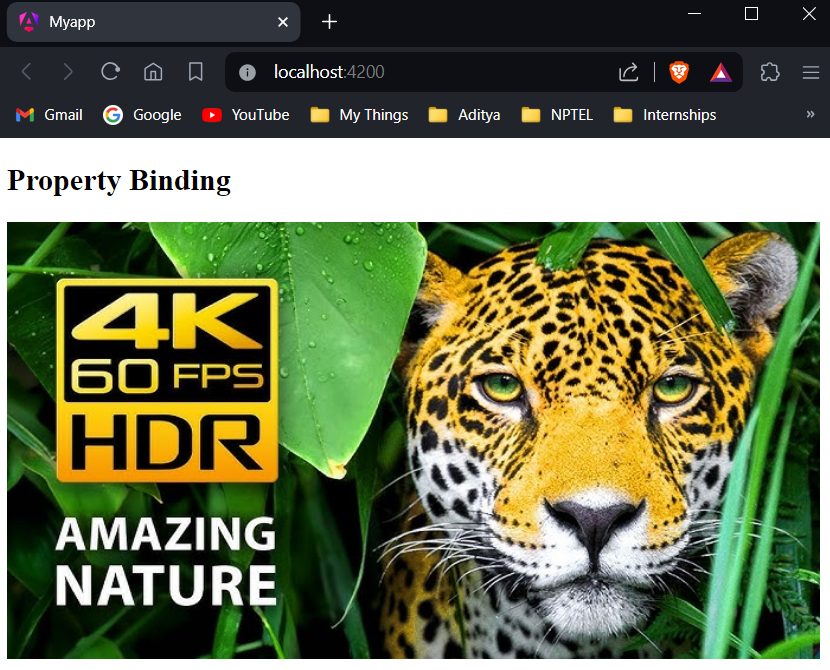 Myapp
localhost:4200
Gmail Google YouTube My Things Aditya NPTEL Internships »
Property Binding
4K
60 FPS
HDR
AMAZING
NATURE